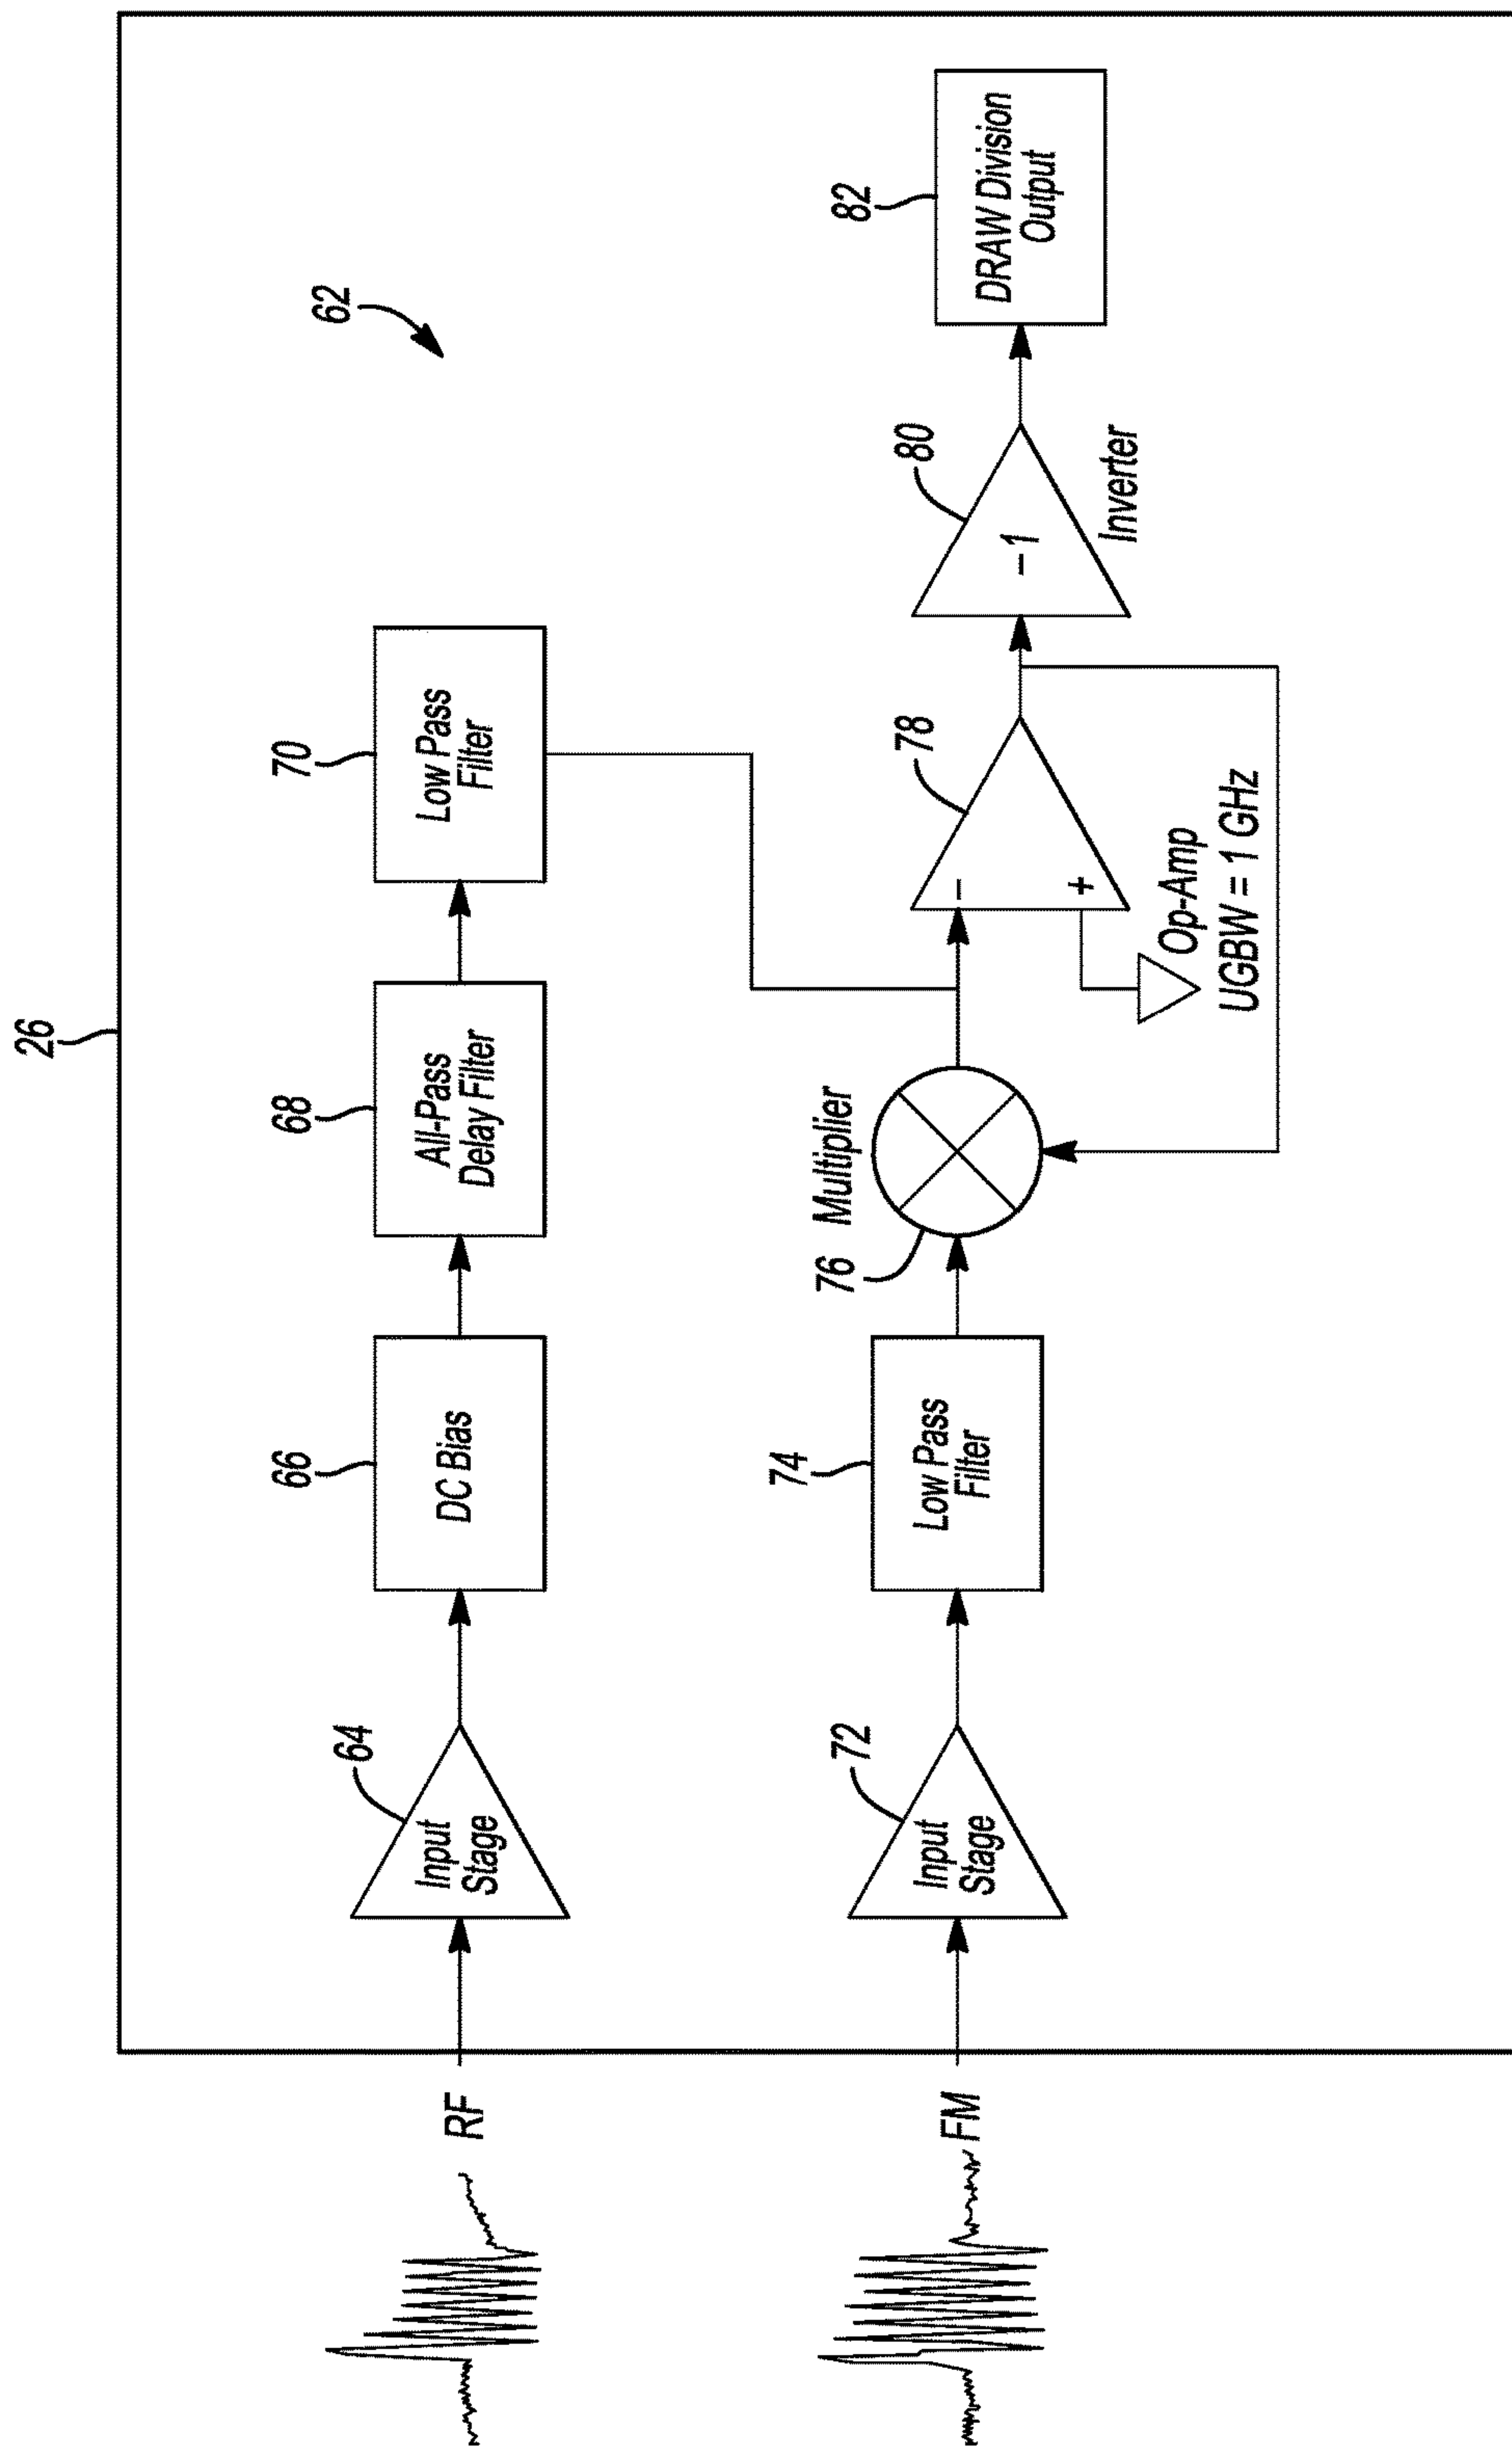 26
62
RF
64
Input
Stage
66
DC Bias
68
All-Pass
Delay Filter
70
Low Pass
Filter
FM
72
Input
Stage
74
Low Pass
Filter
76
Multiplier
78
−
+
Op-Amp
UGBW = 1 GHz
80
−1
Inverter
82
DRAW Division
Output